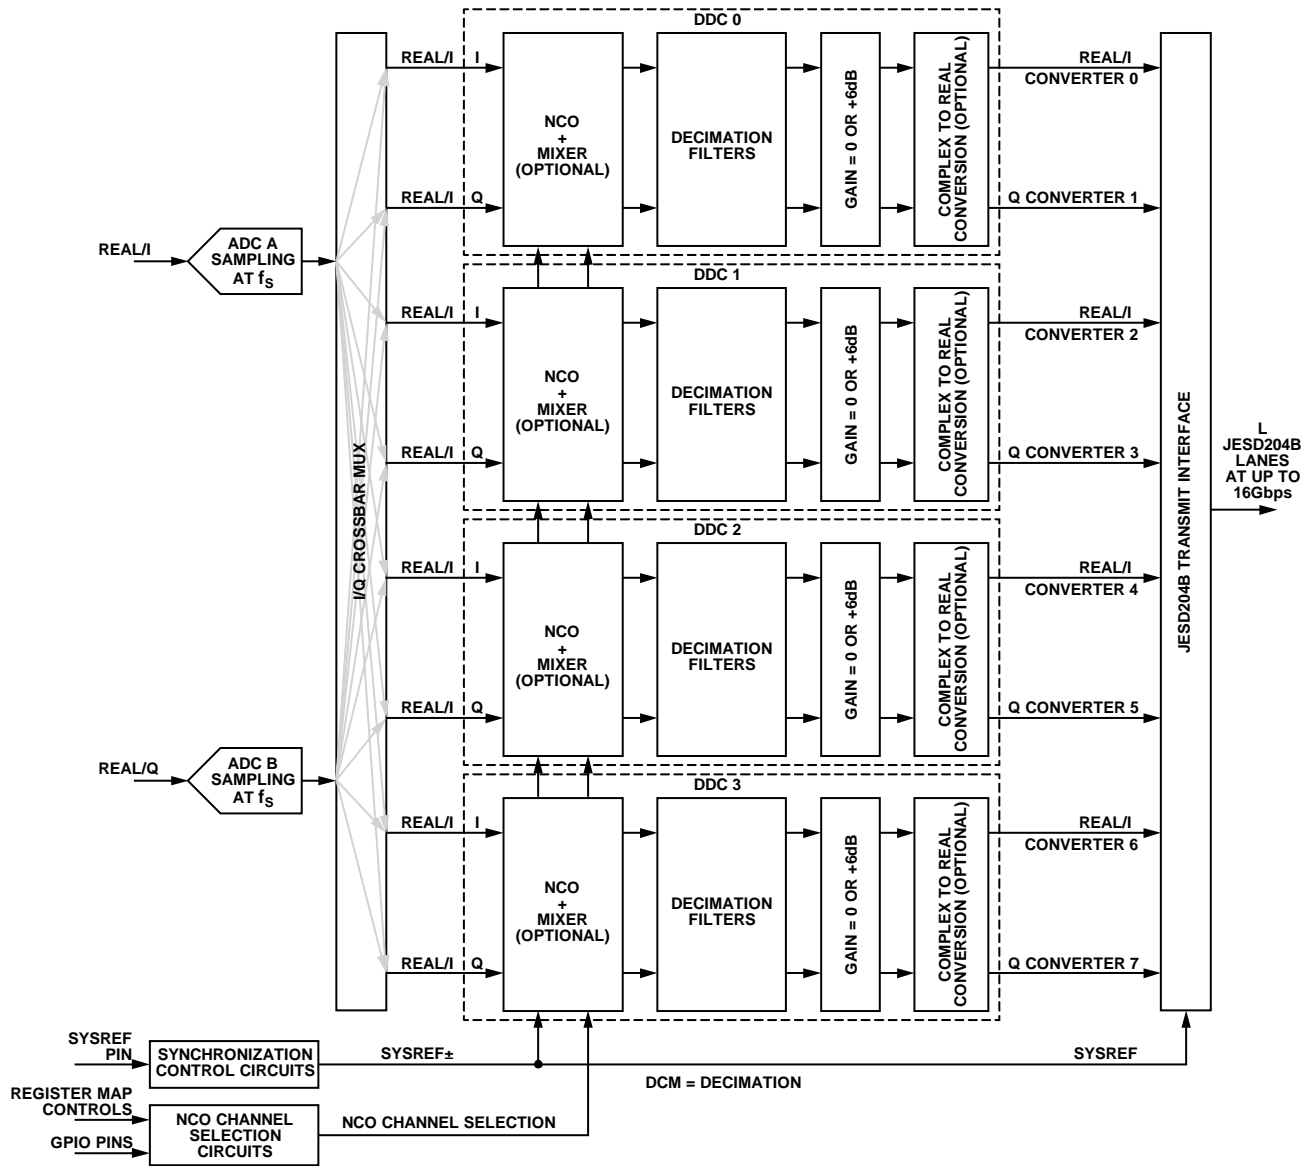 DDC 0
REAL/I I
NCO
+
MIXER
(OPTIONAL)
DECIMATION
FILTERS
GAIN = 0 OR +6dB
COMPLEX TO REAL
CONVERSION (OPTIONAL)
REAL/I
CONVERTER 0
REAL/I Q
Q CONVERTER 1
REAL/I
ADC A
SAMPLING
AT fS
DDC 1
REAL/I I
NCO
+
MIXER
(OPTIONAL)
DECIMATION
FILTERS
GAIN = 0 OR +6dB
COMPLEX TO REAL
CONVERSION (OPTIONAL)
REAL/I
CONVERTER 2
REAL/I Q
Q CONVERTER 3
I/Q CROSSBAR MUX
JESD204B TRANSMIT INTERFACE
L
JESD204B
LANES
AT UP TO
16Gbps
DDC 2
REAL/I I
NCO
+
MIXER
(OPTIONAL)
DECIMATION
FILTERS
GAIN = 0 OR +6dB
COMPLEX TO REAL
CONVERSION (OPTIONAL)
REAL/I
CONVERTER 4
REAL/I Q
Q CONVERTER 5
REAL/Q
ADC B
SAMPLING
AT fS
DDC 3
REAL/I I
NCO
+
MIXER
(OPTIONAL)
DECIMATION
FILTERS
GAIN = 0 OR +6dB
COMPLEX TO REAL
CONVERSION (OPTIONAL)
REAL/I
CONVERTER 6
REAL/I Q
Q CONVERTER 7
SYSREF
PIN
SYNCHRONIZATION
CONTROL CIRCUITS
SYSREF±
SYSREF
DCM = DECIMATION
REGISTER MAP
CONTROLS
GPIO PINS
NCO CHANNEL
SELECTION
CIRCUITS
NCO CHANNEL SELECTION